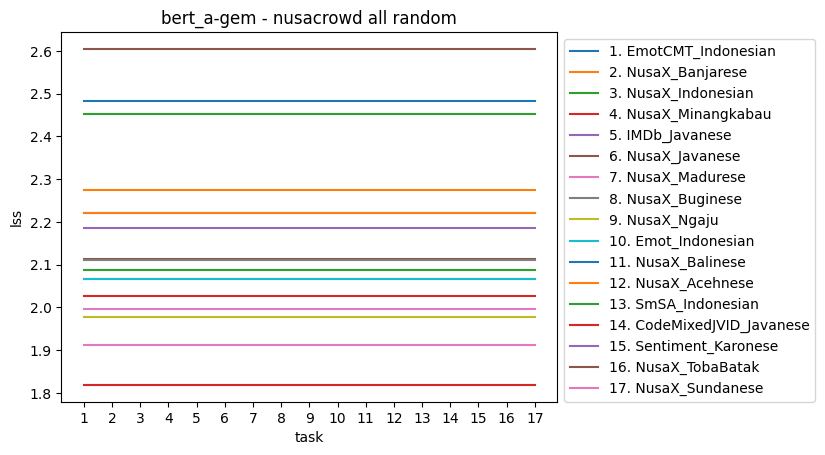 bert_a-gem - nusacrowd all random
lss
2.6
2.5
2.4
2.3
2.2
2.1
2.0
1.9
1.8
1 2 3 4 5 6 7 8 9 10 11 12 13 14 15 16 17
task
1. EmotCMT_Indonesian
2. NusaX_Banjarese
3. NusaX_Indonesian
4. NusaX_Minangkabau
5. IMDb_Javanese
6. NusaX_Javanese
7. NusaX_Madurese
8. NusaX_Buginese
9. NusaX_Ngaju
10. Emot_Indonesian
11. NusaX_Balinese
12. NusaX_Acehnese
13. SmSA_Indonesian
14. CodeMixedJVID_Javanese
15. Sentiment_Karonese
16. NusaX_TobaBatak
17. NusaX_Sundanese